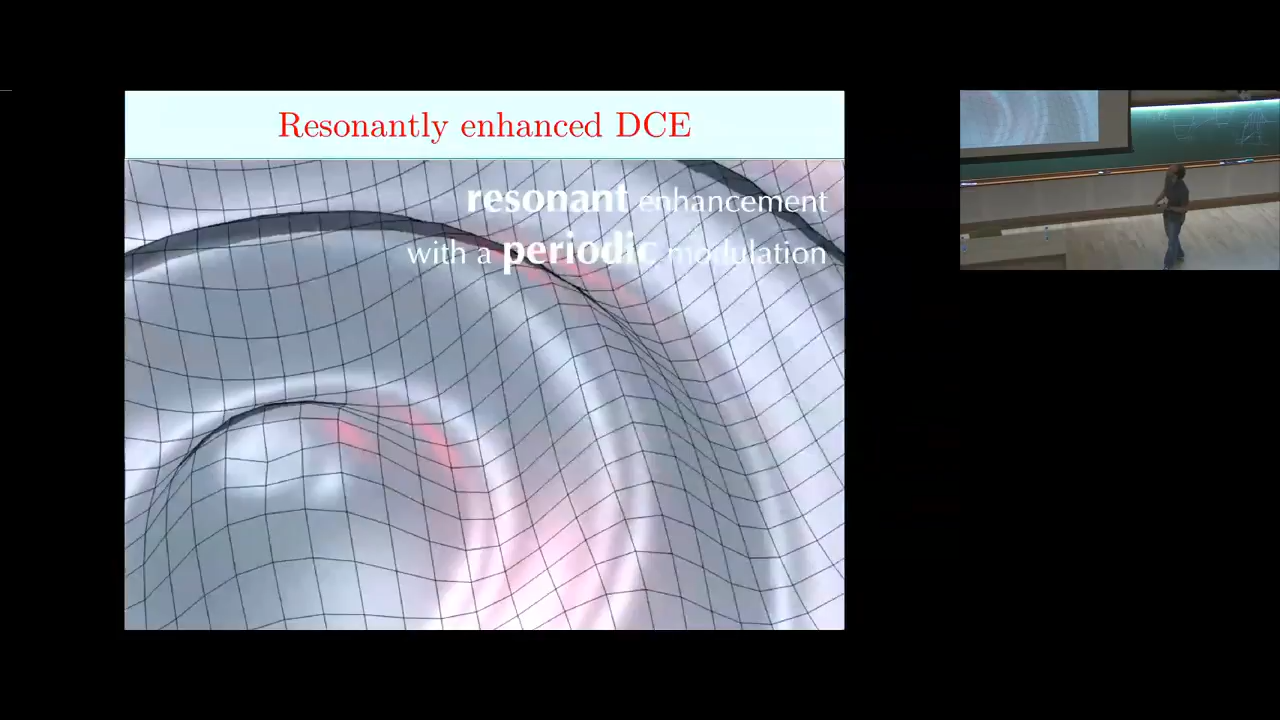 Resonantly enhanced DCE
resonant enhancement
with a periodic modulation